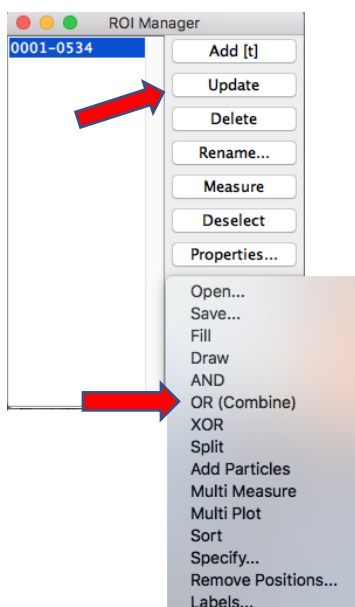 ROI Manager
0001-0534
Add [t]
Update
Delete
Rename...
Measure
Deselect
Properties...
Open...
Save...
Fill
Draw
AND
OR (Combine)
XOR
Split
Add Particles
Multi Measure
Multi Plot
Sort
Specify...
Remove Positions...
Labels...